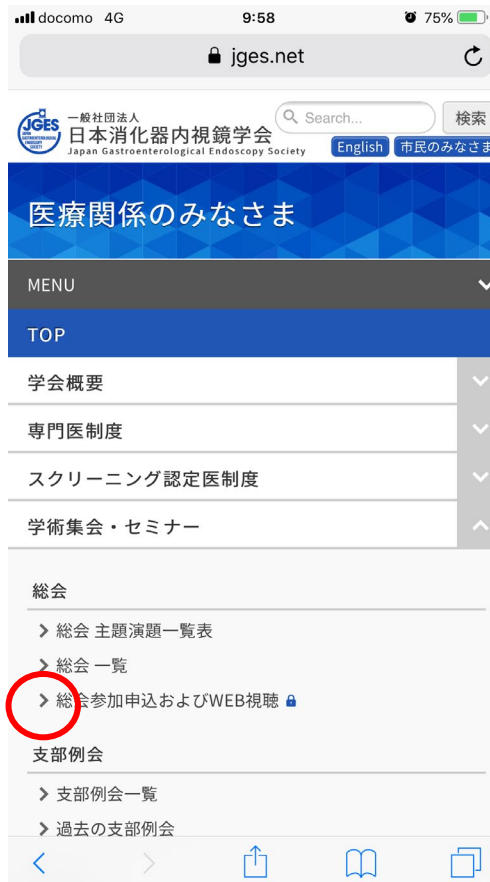 docomo 4G 9:58 75%
jges.net
JGES 一般社団法人
日本消化器内視鏡学会
Japan Gastroenterological Endoscopy Society
Search... 検索
English 市民のみなさま
医療関係のみなさま
MENU
TOP
学会概要
専門医制度
スクリーニング認定医制度
学術集会・セミナー
総会
総会 主題演題一覧表
総会 一覧
総会参加申込およびWEB視聴
支部例会
支部例会一覧
過去の支部例会